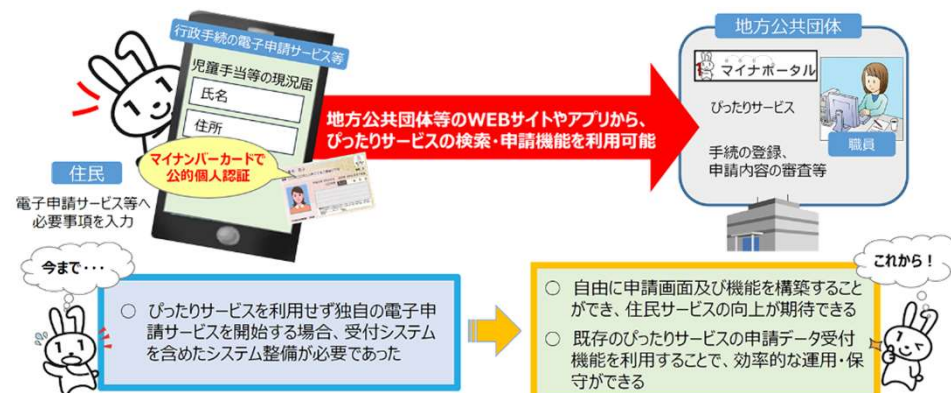 行政手続の電子申請サービス等
児童手当等の現況届
氏名
住所
マイナンバーカードで
公的個人認証
住民
電子申請サービス等へ
必要事項を入力
地方公共団体等のWEBサイトやアプリから、
ぴったりサービスの検索・申請機能を利用可能
地方公共団体
マイナポータル
ぴったりサービス
職員
手続の登録、
申請内容の審査等
今まで・・・
○ ぴったりサービスを利用せず独自の電子申
請サービスを開始する場合、受付システム
を含めたシステム整備が必要であった
これから！
○ 自由に申請画面及び機能を構築すること
ができ、住民サービスの向上が期待できる
○ 既存のぴったりサービスの申請データ受付
機能を利用することで、効率的な運用・保
守ができる